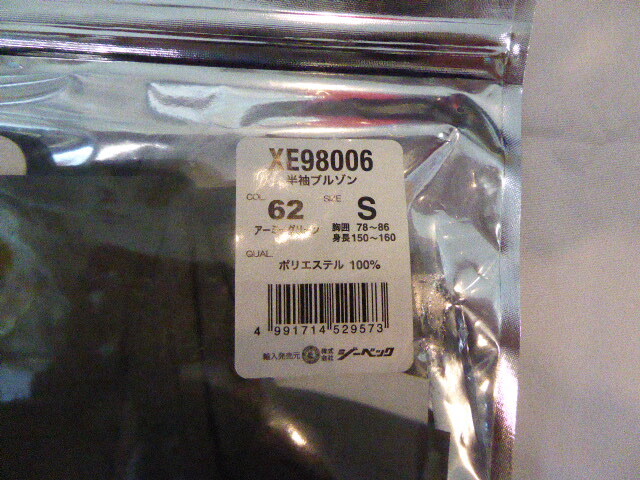 XE98006
半袖ブルゾン
COL. SIZE
62 S
アーミーグリーン 胸囲 78～86
身長150～160
QUAL.
ポリエステル 100%
4 991714 529573
輸入発売元 株式会社 ジーベック